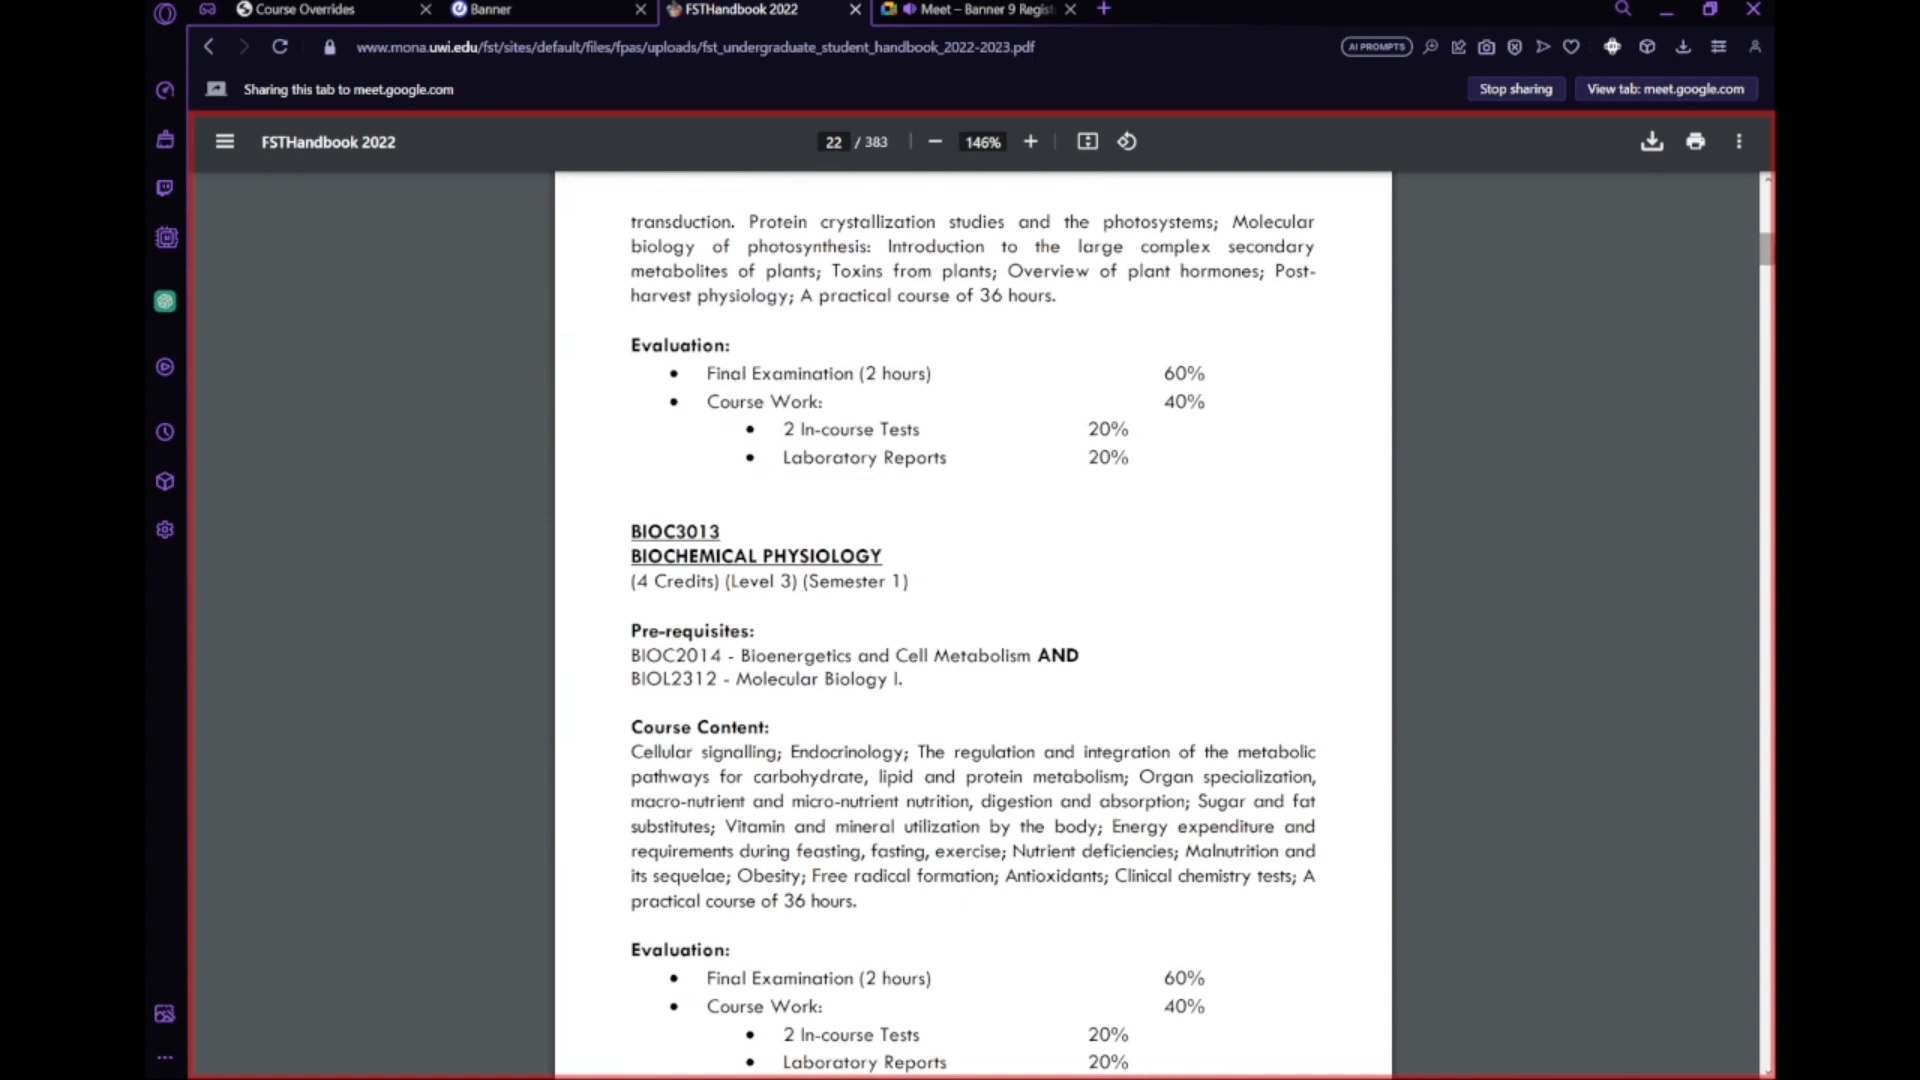 Course Overrides
Banner
FSTHandbook 2022
Meet – Banner 9 Regist
www.mona.uwi.edu/fst/sites/default/files/fpas/uploads/fst_undergraduate_student_handbook_2022-2023.pdf
AI PROMPTS
Sharing this tab to meet.google.com
Stop sharing
View tab: meet.google.com
FSTHandbook 2022
22 / 383
146%
transduction. Protein crystallization studies and the photosystems; Molecular
biology of photosynthesis: Introduction to the large complex secondary
metabolites of plants; Toxins from plants; Overview of plant hormones; Post-
harvest physiology; A practical course of 36 hours.
Evaluation:
• Final Examination (2 hours) 60%
• Course Work: 40%
• 2 In-course Tests 20%
• Laboratory Reports 20%
BIOC3013
BIOCHEMICAL PHYSIOLOGY
(4 Credits) (Level 3) (Semester 1)
Pre-requisites:
BIOC2014 - Bioenergetics and Cell Metabolism AND
BIOL2312 - Molecular Biology I.
Course Content:
Cellular signalling; Endocrinology; The regulation and integration of the metabolic
pathways for carbohydrate, lipid and protein metabolism; Organ specialization,
macro-nutrient and micro-nutrient nutrition, digestion and absorption; Sugar and fat
substitutes; Vitamin and mineral utilization by the body; Energy expenditure and
requirements during feasting, fasting, exercise; Nutrient deficiencies; Malnutrition and
its sequelae; Obesity; Free radical formation; Antioxidants; Clinical chemistry tests; A
practical course of 36 hours.
Evaluation:
• Final Examination (2 hours) 60%
• Course Work: 40%
• 2 In-course Tests 20%
• Laboratory Reports 20%